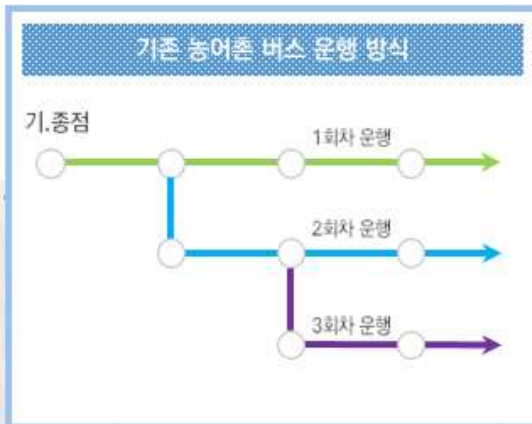 기존 농어촌 버스 운행 방식
기.종점
1회차 운행
2회차 운행
3회차 운행